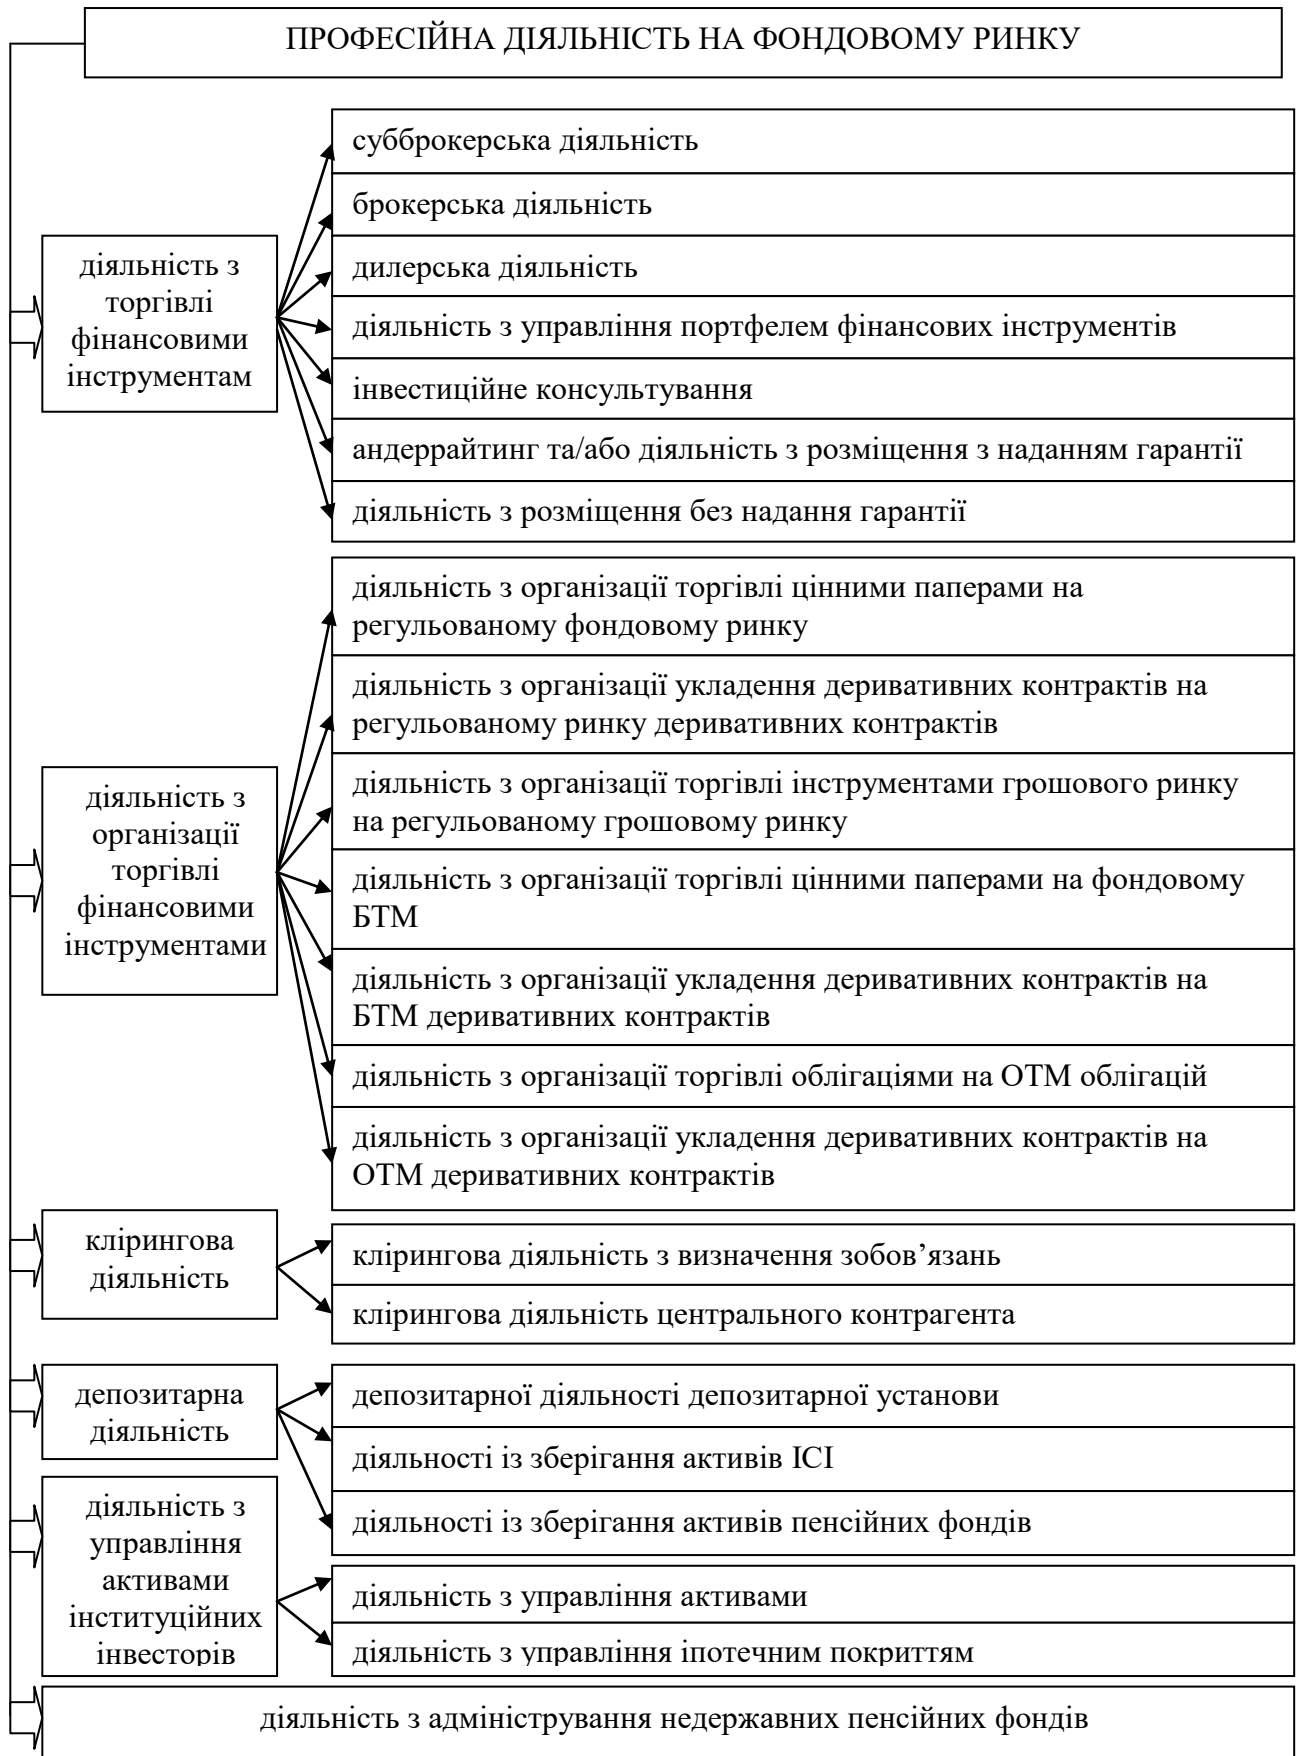 ПРОФЕСІЙНА ДІЯЛЬНІСТЬ НА ФОНДОВОМУ РИНКУ
діяльність з
торгівлі
фінансовими
інструментам
субброкерська діяльність
брокерська діяльність
дилерська діяльність
діяльність з управління портфелем фінансових інструментів
інвестиційне консультування
андеррайтинг та/або діяльність з розміщення з наданням гарантії
діяльність з розміщення без надання гарантії
діяльність з
організації
торгівлі
фінансовими
інструментами
діяльність з організації торгівлі цінними паперами на
регульованому фондовому ринку
діяльність з організації укладення деривативних контрактів на
регульованому ринку деривативних контрактів
діяльність з організації торгівлі інструментами грошового ринку
на регульованому грошовому ринку
діяльність з організації торгівлі цінними паперами на фондовому
БТМ
діяльність з організації укладення деривативних контрактів на
БТМ деривативних контрактів
діяльність з організації торгівлі облігаціями на ОТМ облігацій
діяльність з організації укладення деривативних контрактів на
ОТМ деривативних контрактів
клірингова
діяльність
клірингова діяльність з визначення зобов’язань
клірингова діяльність центрального контрагента
депозитарна
діяльність
депозитарної діяльності депозитарної установи
діяльності із зберігання активів ІСІ
діяльності із зберігання активів пенсійних фондів
діяльність з
управління
активами
інституційних
інвесторів
діяльність з управління активами
діяльність з управління іпотечним покриттям
діяльність з адміністрування недержавних пенсійних фондів